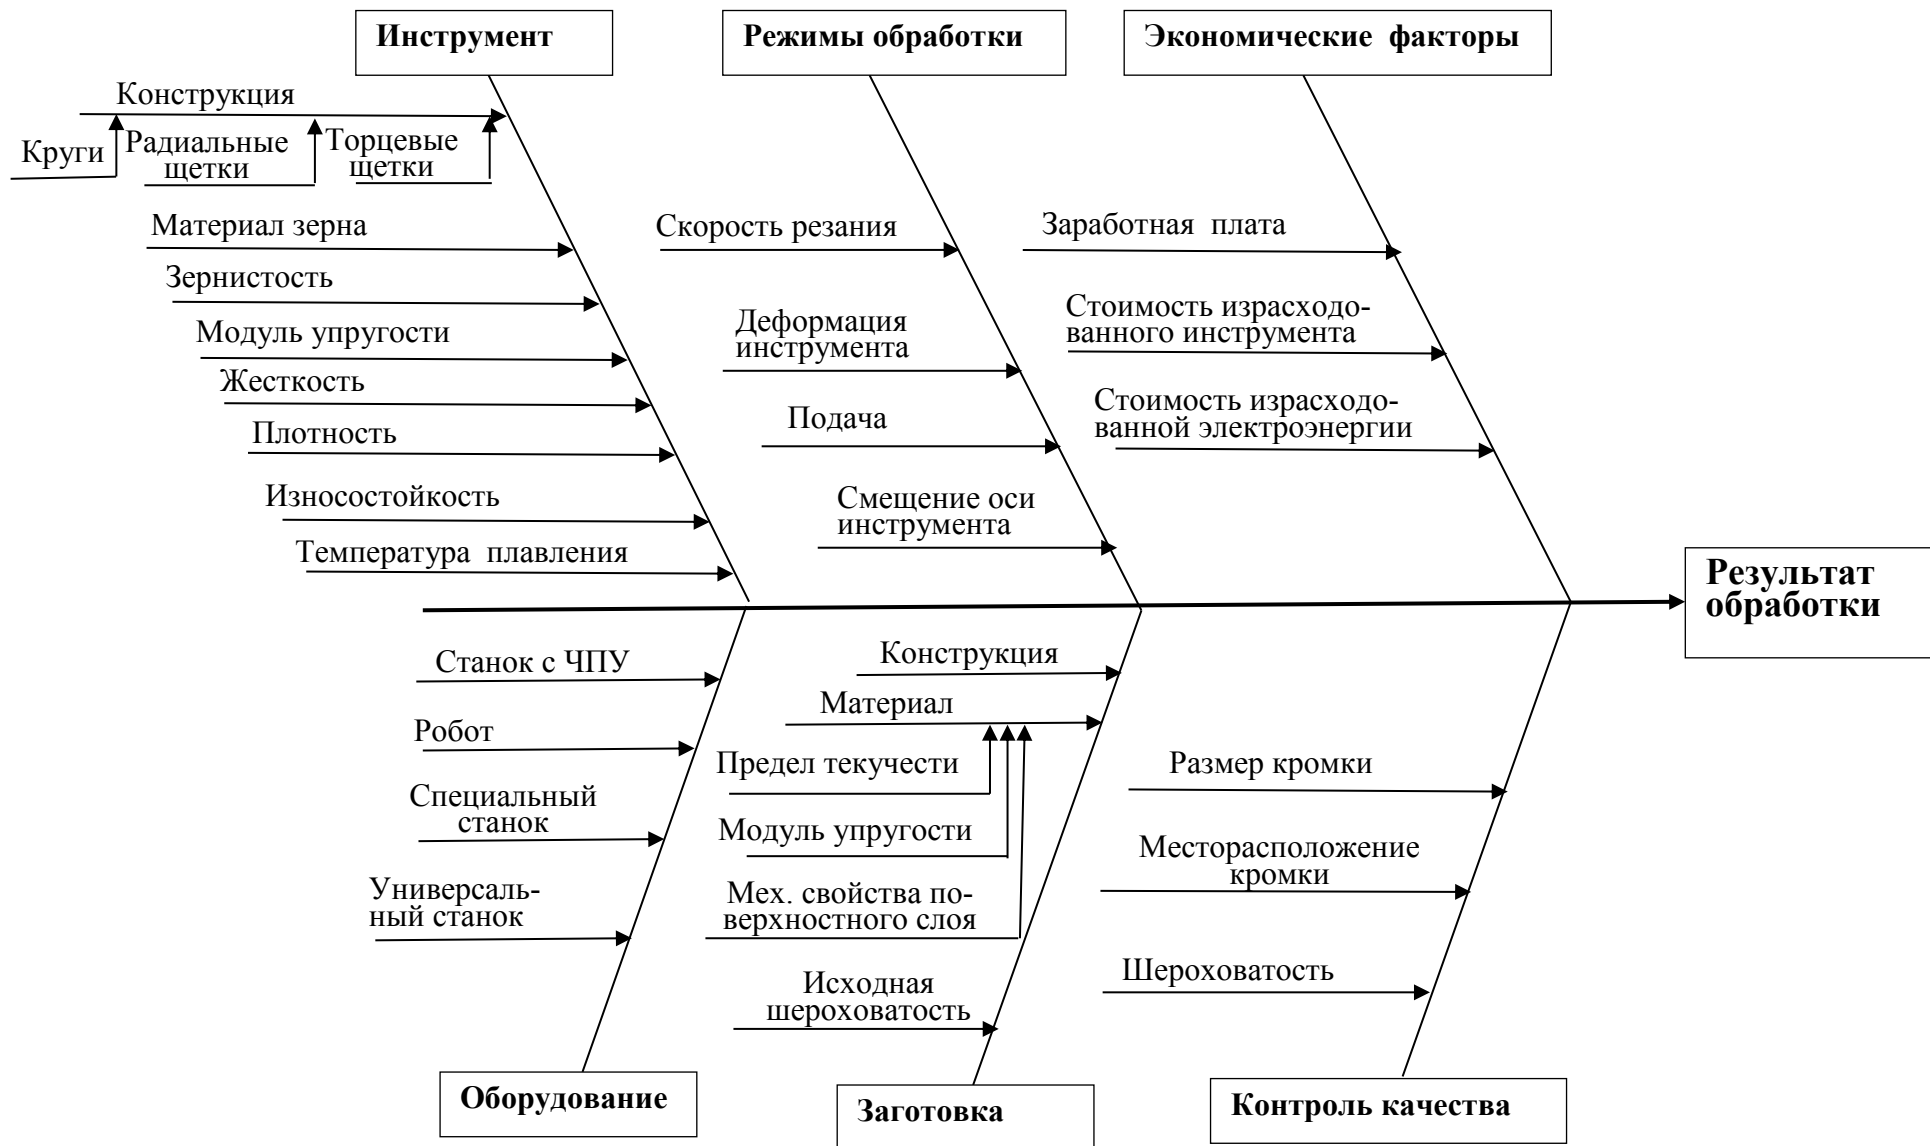 Инструмент
Режимы обработки
Экономические факторы
Конструкция
Круги
Радиальные
щетки
Торцевые
щетки
Материал зерна
Зернистость
Модуль упругости
Жесткость
Плотность
Износостойкость
Температура плавления
Скорость резания
Деформация
инструмента
Подача
Смещение оси
инструмента
Заработная плата
Стоимость израсходо-
ванного инструмента
Стоимость израсходо-
ванной электроэнергии
Результат
обработки
Станок с ЧПУ
Робот
Специальный
станок
Универсаль-
ный станок
Конструкция
Материал
Предел текучести
Модуль упругости
Мех. свойства по-
верхностного слоя
Исходная
шероховатость
Размер кромки
Месторасположение
кромки
Шероховатость
Оборудование
Заготовка
Контроль качества